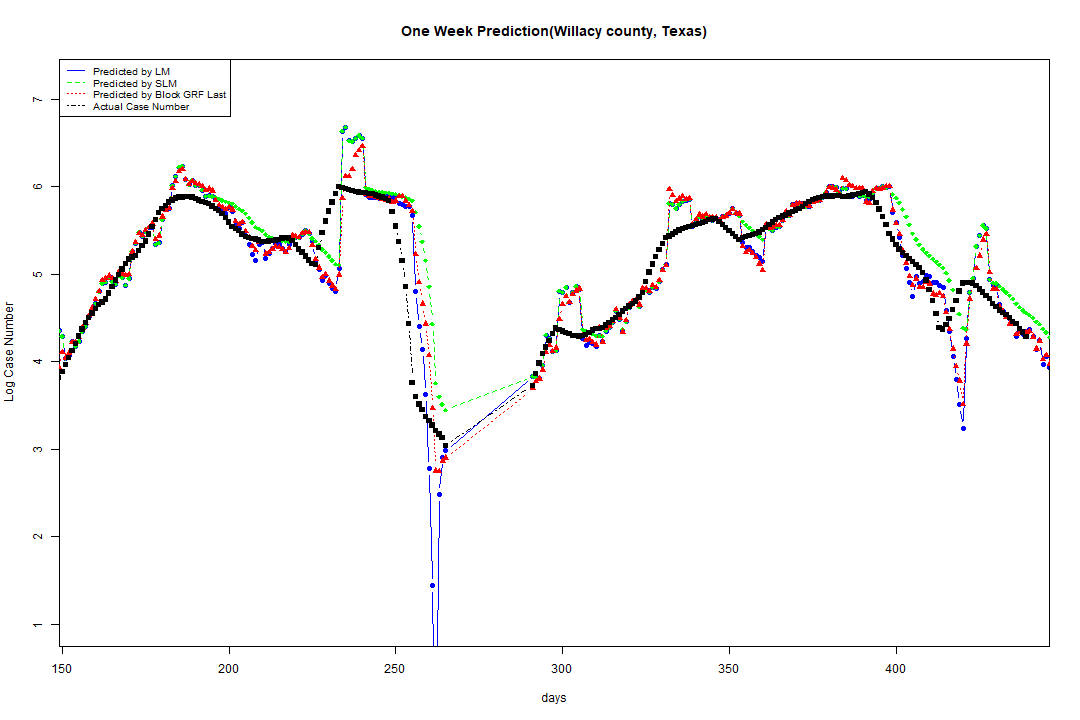 One Week Prediction(Willacy county, Texas)
Predicted by LM
Predicted by SLM
Predicted by Block GRF Last
Actual Case Number
7
6
5
4
3
2
1
Log Case Number
150 200 250 300 350 400
days